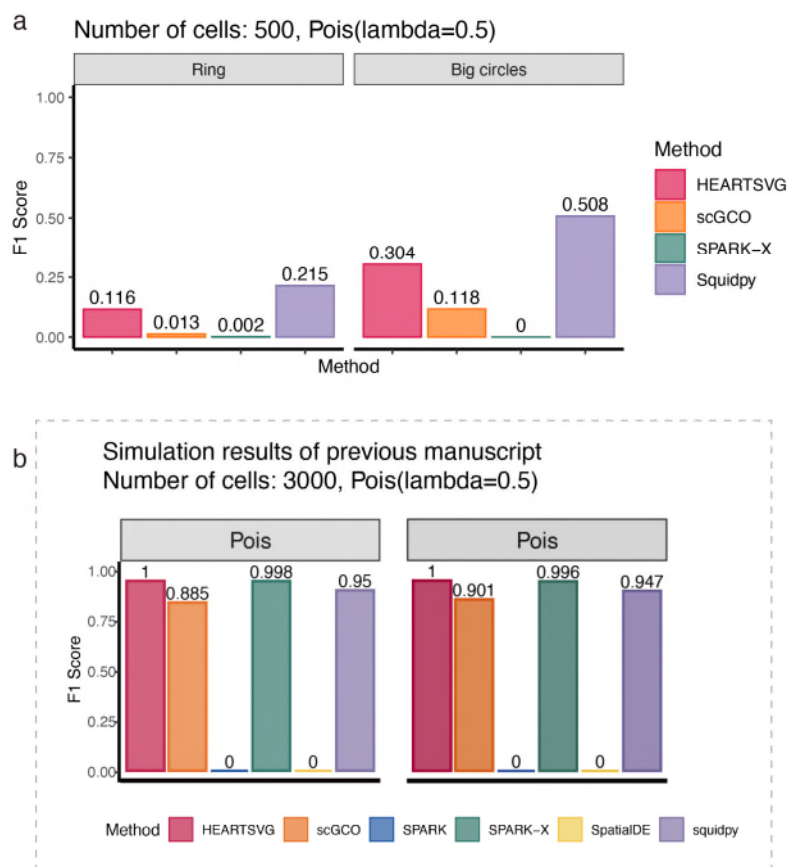 a
Number of cells: 500, Pois(lambda=0.5)
Ring
Big circles
1.00
0.75
0.50
0.25
0.00
F1 Score
0.116
0.013
0.002
0.215
0.304
0.118
0
0.508
Method
Method
HEARTSVG
scGCO
SPARK-X
Squidpy
b
Simulation results of previous manuscript
Number of cells: 3000, Pois(lambda=0.5)
Pois
Pois
1.00
0.75
0.50
0.25
0.00
F1 Score
1
0.885
0
0.998
0
0.95
1
0.901
0
0.996
0
0.947
Method HEARTSVG scGCO SPARK SPARK-X SpatialDE squidpy